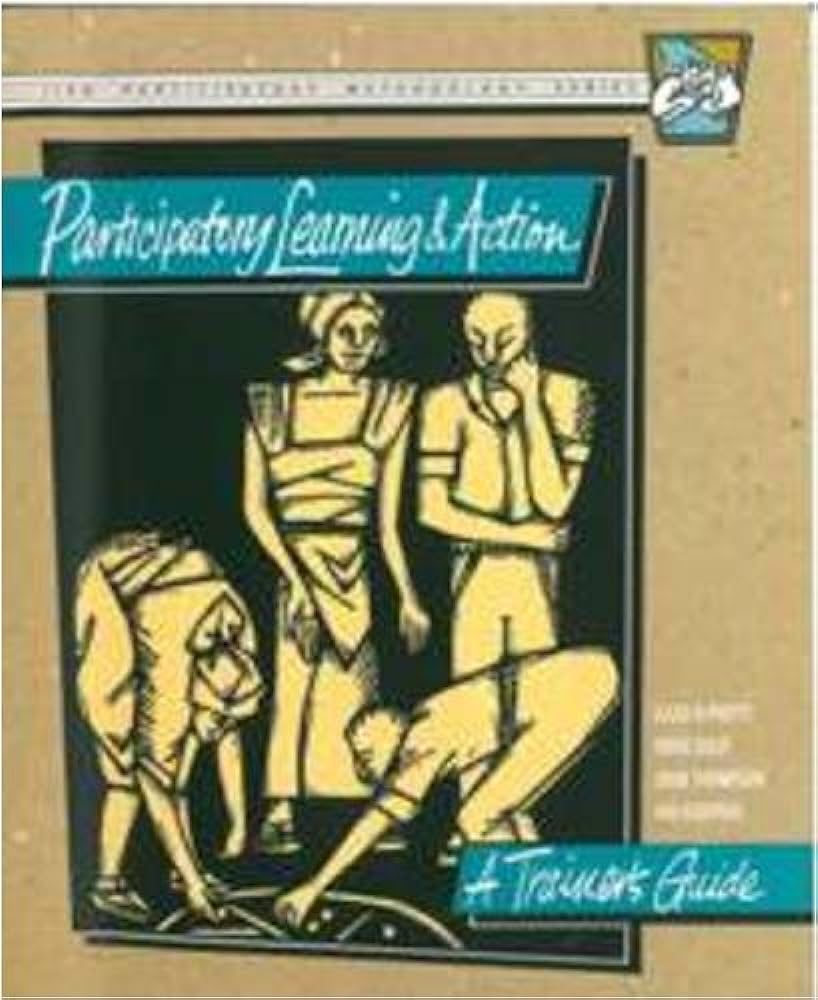 IIED PARTICIPATORY METHODOLOGY SERIES
Participatory Learning & Action
A Trainer's Guide